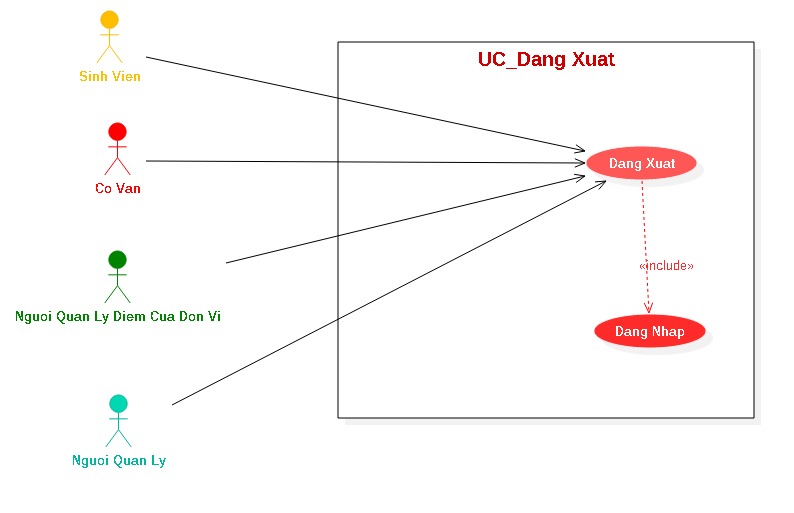 UC_Dang Xuat
Sinh Vien
Dang Xuat
Co Van
«include»
Nguoi Quan Ly Diem Cua Don Vi
Dang Nhap
Nguoi Quan Ly